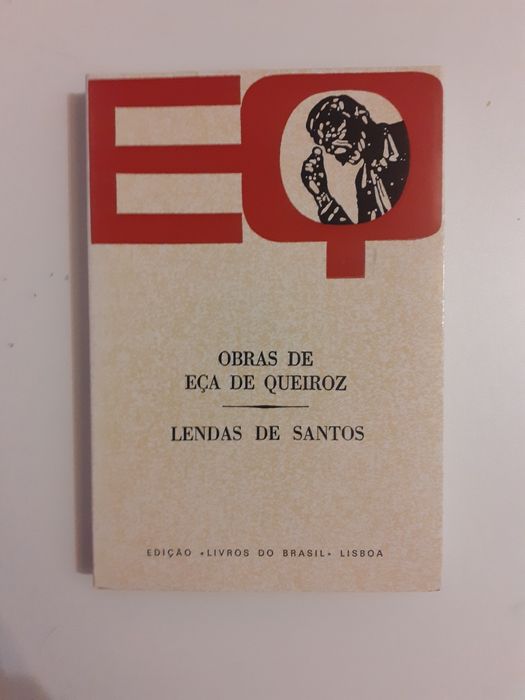 EQ
OBRAS DE
EÇA DE QUEIROZ
LENDAS DE SANTOS
EDIÇÃO «LIVROS DO BRASIL» LISBOA